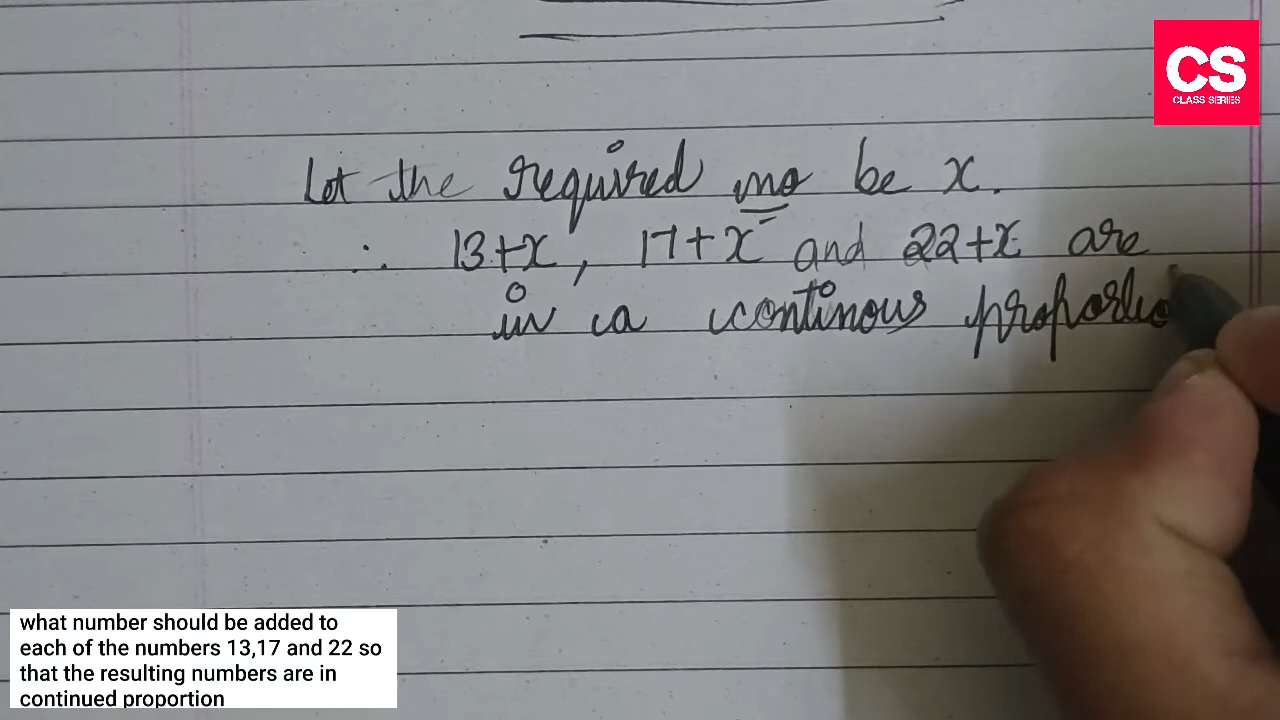 CS
CLASS SERIES
Let the required no be x.
∴ 13+x, 17+x and 22+x are
in a continous proportio
what number should be added to
each of the numbers 13,17 and 22 so
that the resulting numbers are in
continued proportion